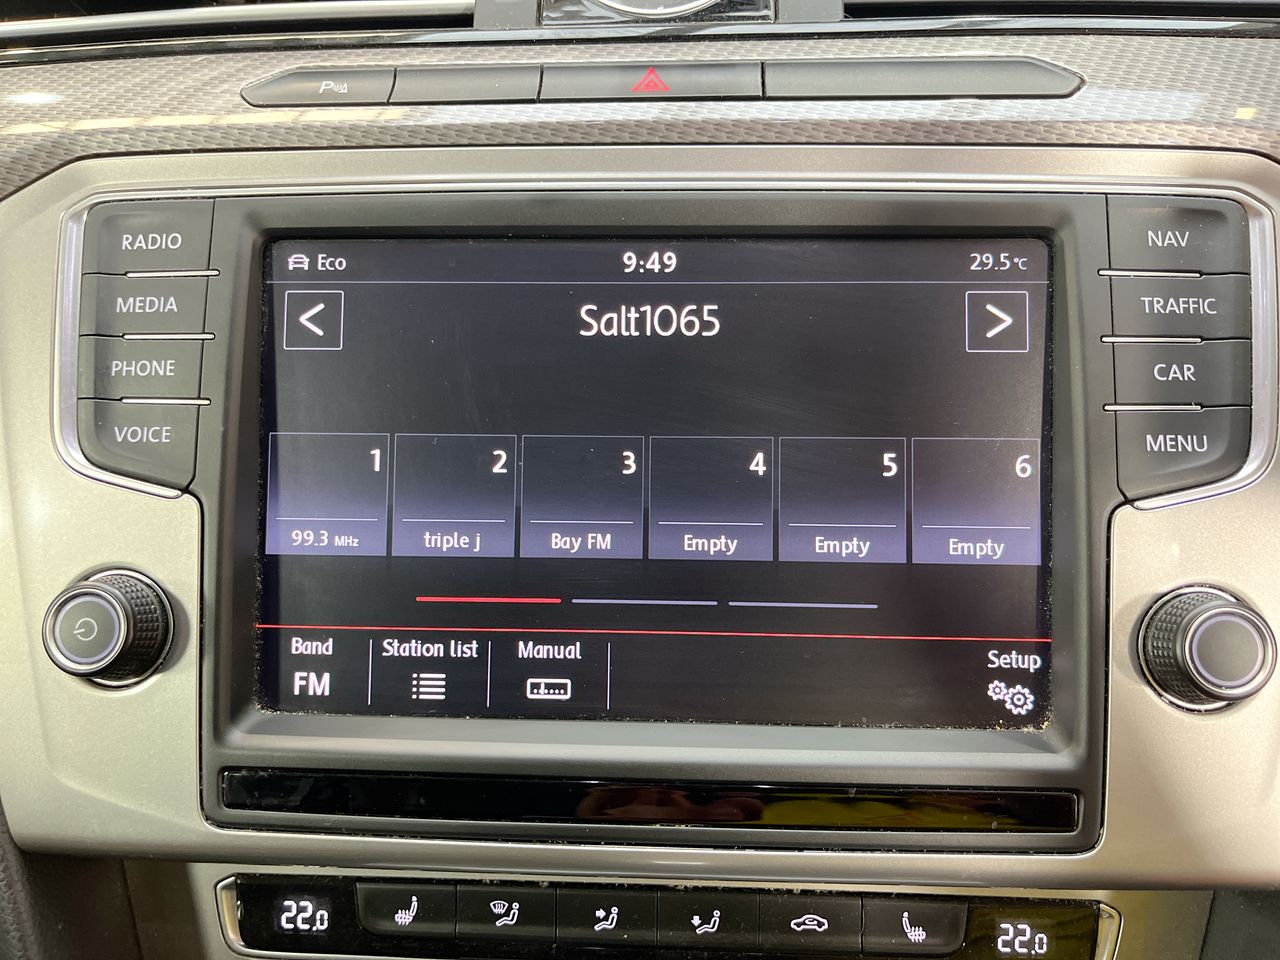 P
RADIO
MEDIA
PHONE
VOICE
NAV
TRAFFIC
CAR
MENU
Eco 9:49 29.5°C
< Salt1065 >
1 2 3 4 5 6
99.3 MHz triple j Bay FM Empty Empty Empty
Band Station list Manual Setup
FM
22.0 22.0